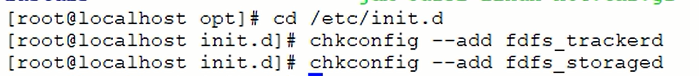 [root@localhost opt]# cd /etc/init.d
[root@localhost init.d]# chkconfig --add fdfs_trackerd
[root@localhost init.d]# chkconfig --add fdfs_storaged